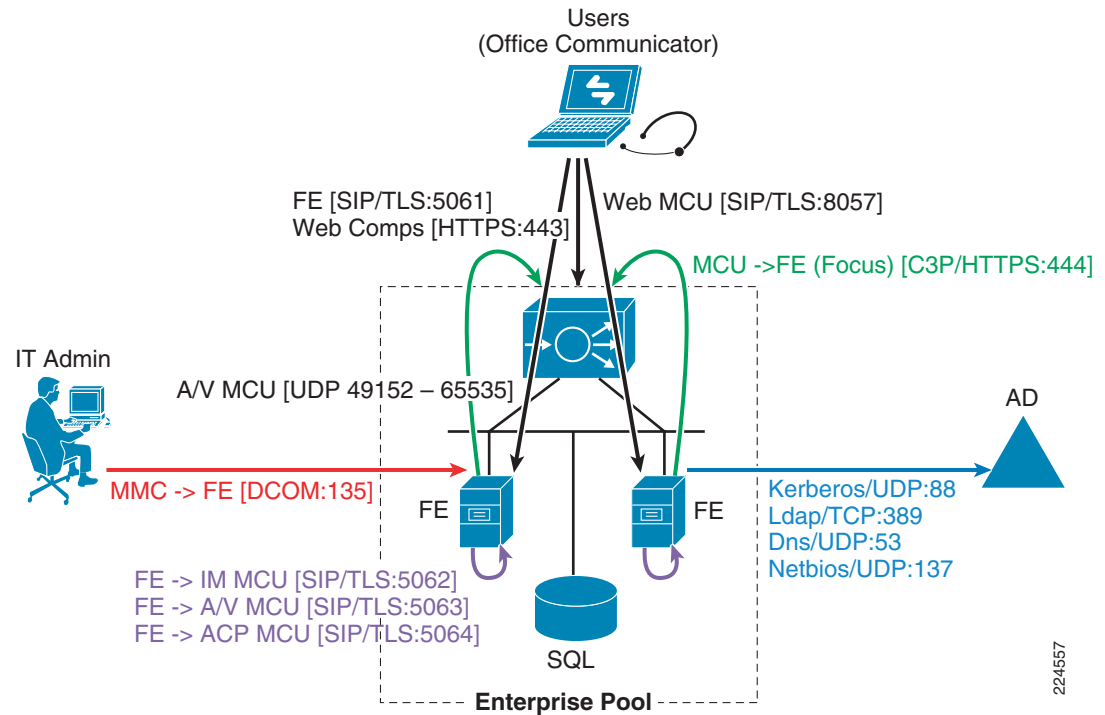 Users
(Office Communicator)
FE [SIP/TLS:5061]
Web Comps [HTTPS:443]
Web MCU [SIP/TLS:8057]
MCU ->FE (Focus) [C3P/HTTPS:444]
IT Admin
A/V MCU [UDP 49152 – 65535]
AD
MMC -> FE [DCOM:135]
FE
FE
Kerberos/UDP:88
Ldap/TCP:389
Dns/UDP:53
Netbios/UDP:137
FE -> IM MCU [SIP/TLS:5062]
FE -> A/V MCU [SIP/TLS:5063]
FE -> ACP MCU [SIP/TLS:5064]
SQL
Enterprise Pool
224557